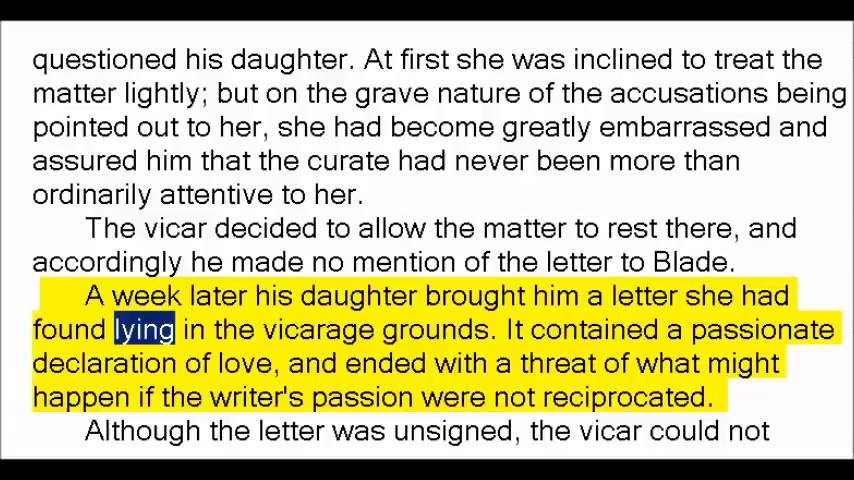 questioned his daughter. At first she was inclined to treat the
matter lightly; but on the grave nature of the accusations being
pointed out to her, she had become greatly embarrassed and
assured him that the curate had never been more than
ordinarily attentive to her.
The vicar decided to allow the matter to rest there, and
accordingly he made no mention of the letter to Blade.
A week later his daughter brought him a letter she had
found lying in the vicarage grounds. It contained a passionate
declaration of love, and ended with a threat of what might
happen if the writer's passion were not reciprocated.
Although the letter was unsigned, the vicar could not